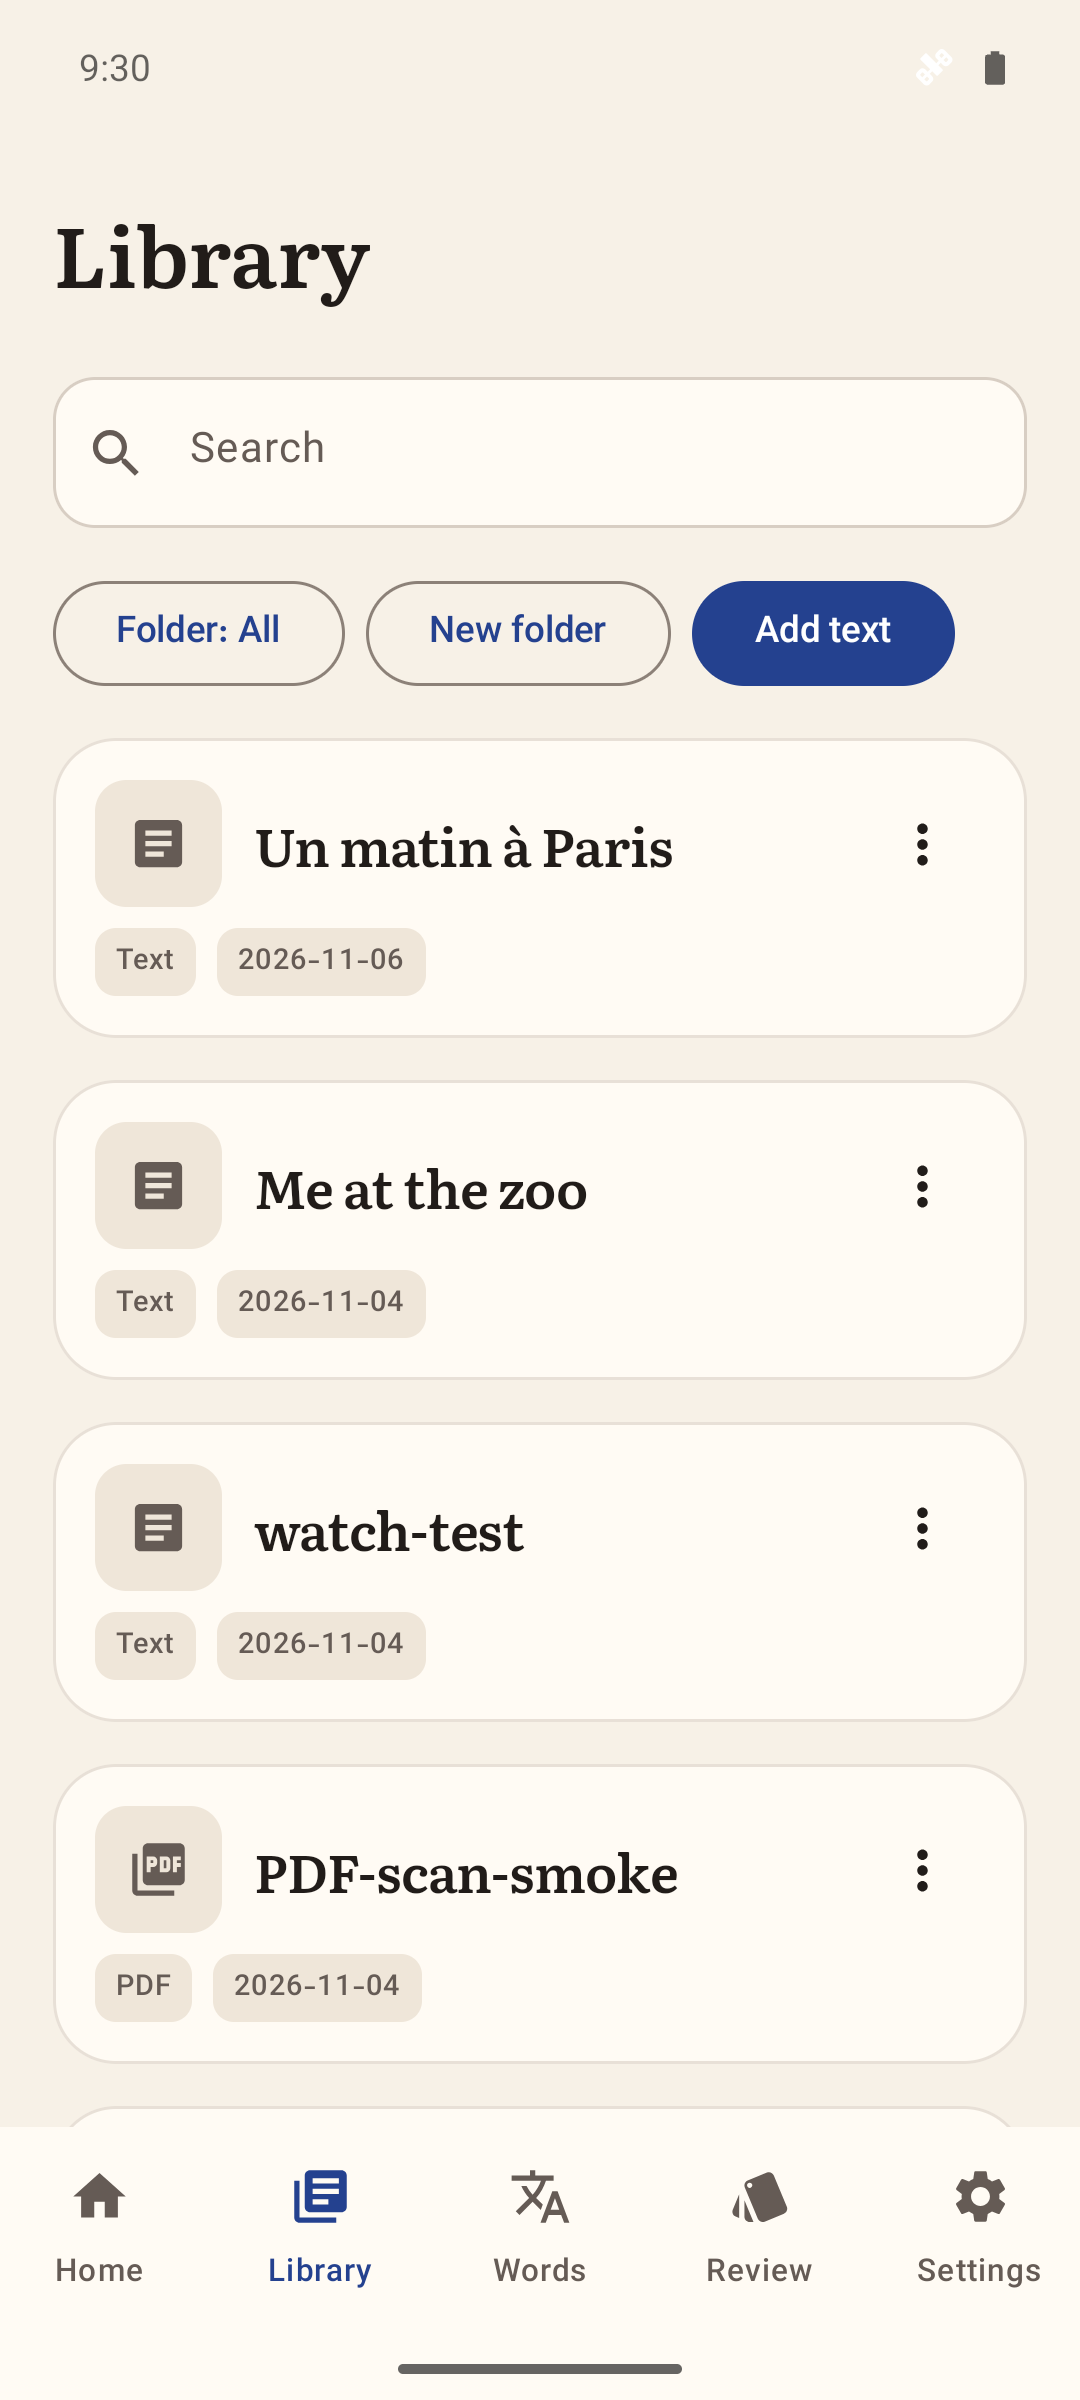 9:30
Library
Search
Folder: All
New folder
Add text
Un matin à Paris
Text
2026-11-06
Me at the zoo
Text
2026-11-04
watch-test
Text
2026-11-04
PDF
PDF-scan-smoke
PDF
2026-11-04
Home
Library
Words
Review
Settings